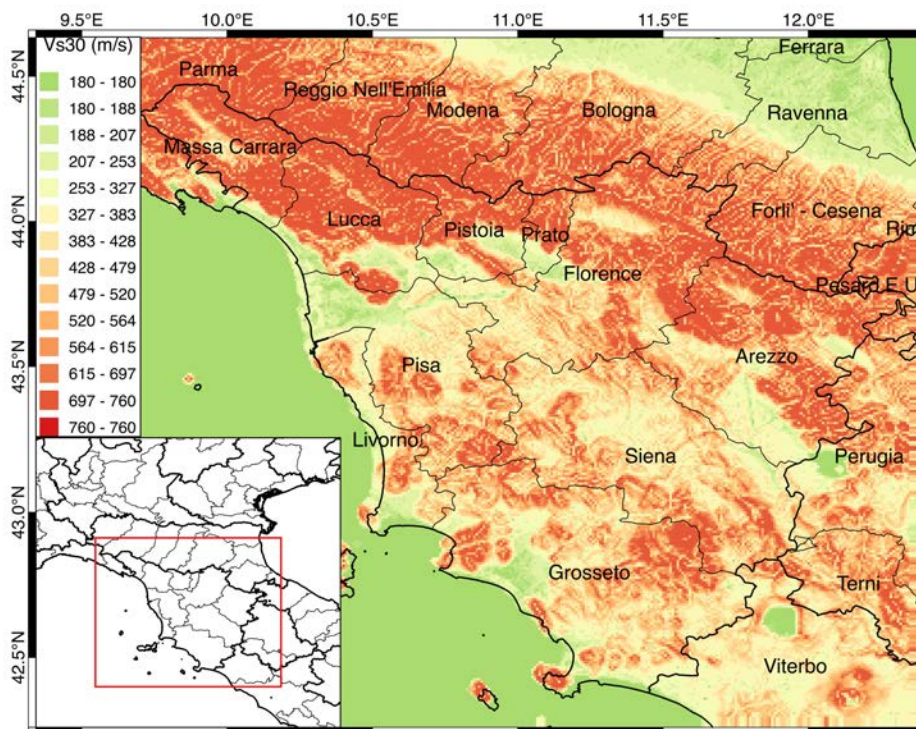 9.5°E 10.0°E 10.5°E 11.0°E 11.5°E 12.0°E
Vs30 (m/s)
180 - 180
180 - 188
188 - 207
207 - 253
253 - 327
327 - 383
383 - 428
428 - 479
479 - 520
520 - 564
564 - 615
615 - 697
697 - 760
760 - 760
44.5°N
44.0°N
43.5°N
43.0°N
42.5°N
Ferrara
Parma
Reggio Nell'Emilia
Modena
Bologna
Ravenna
Massa Carrara
Lucca
Pistoia
Prato
Forli' - Cesena
Rim
Florence
Pesaro E U
Pisa
Arezzo
Livorno
Siena
Perugia
Grosseto
Terni
Viterbo